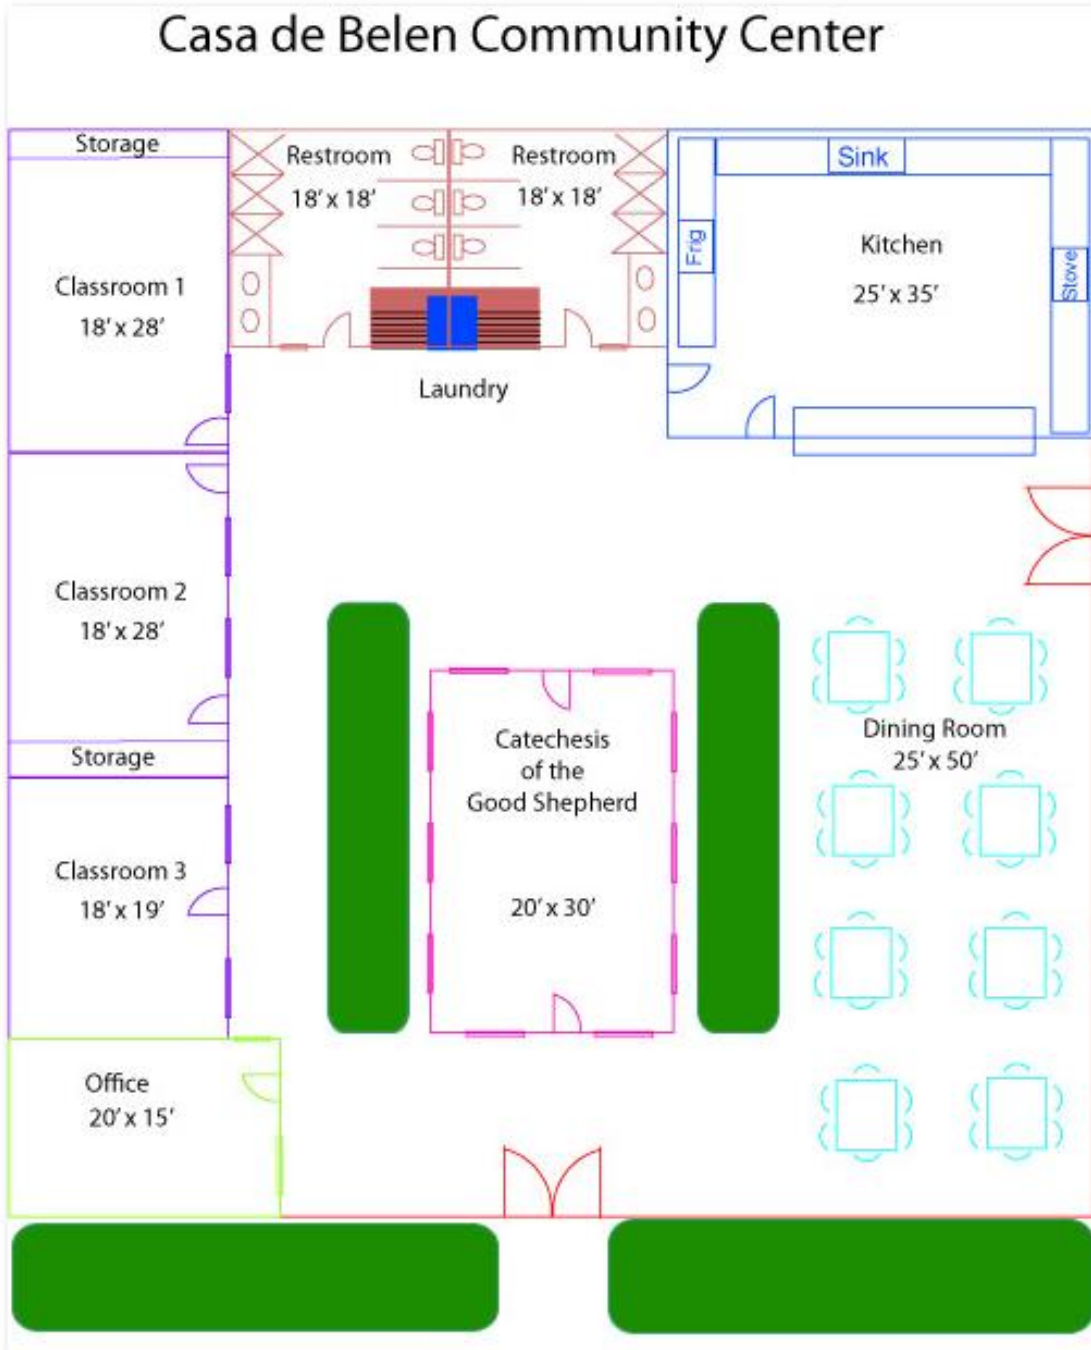 Casa de Belen Community Center
Storage
Restroom
18' x 18'
Restroom
18' x 18'
Sink
Frig
Kitchen
25' x 35'
Stove
Classroom 1
18' x 28'
Laundry
Classroom 2
18' x 28'
Storage
Catechesis
of the
Good Shepherd
20' x 30'
Dining Room
25' x 50'
Classroom 3
18' x 19'
Office
20' x 15'